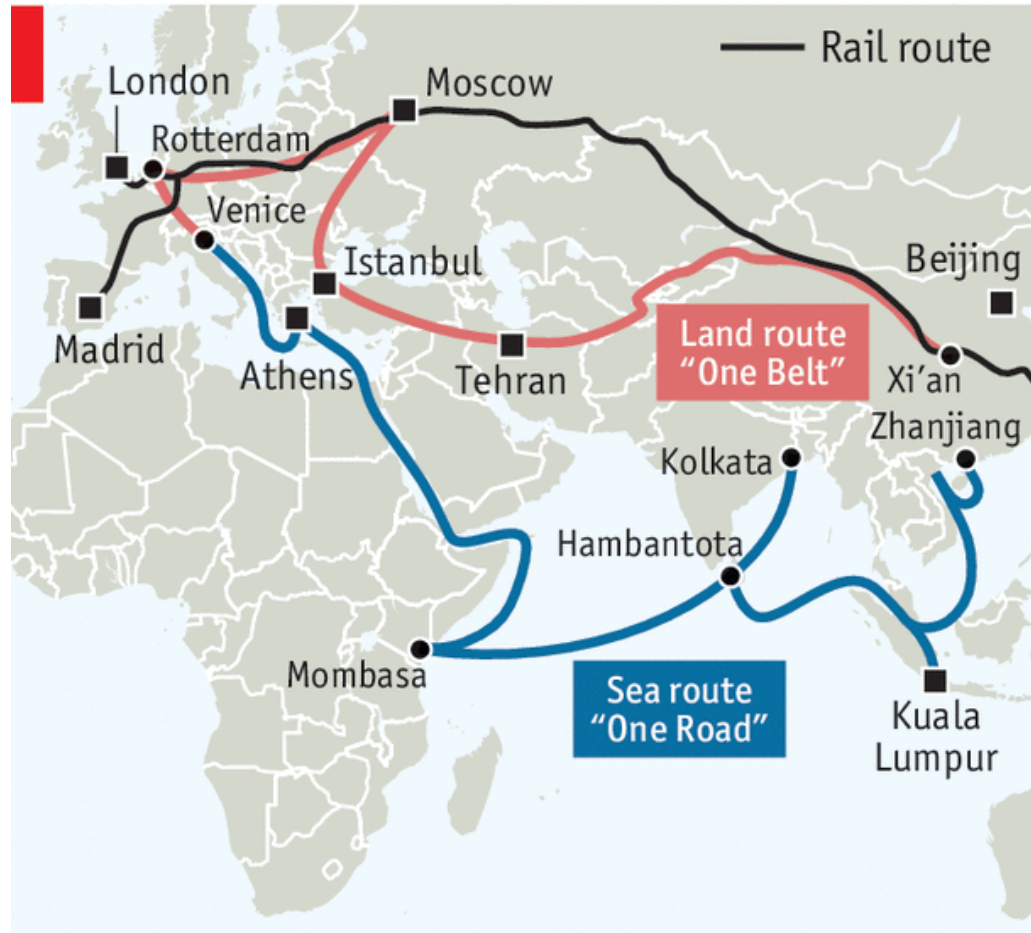 Rail route
London
Moscow
Rotterdam
Venice
Istanbul
Beijing
Madrid
Athens
Tehran
Land route
“One Belt”
Xi’an
Zhanjiang
Kolkata
Hambantota
Mombasa
Sea route
“One Road”
Kuala
Lumpur